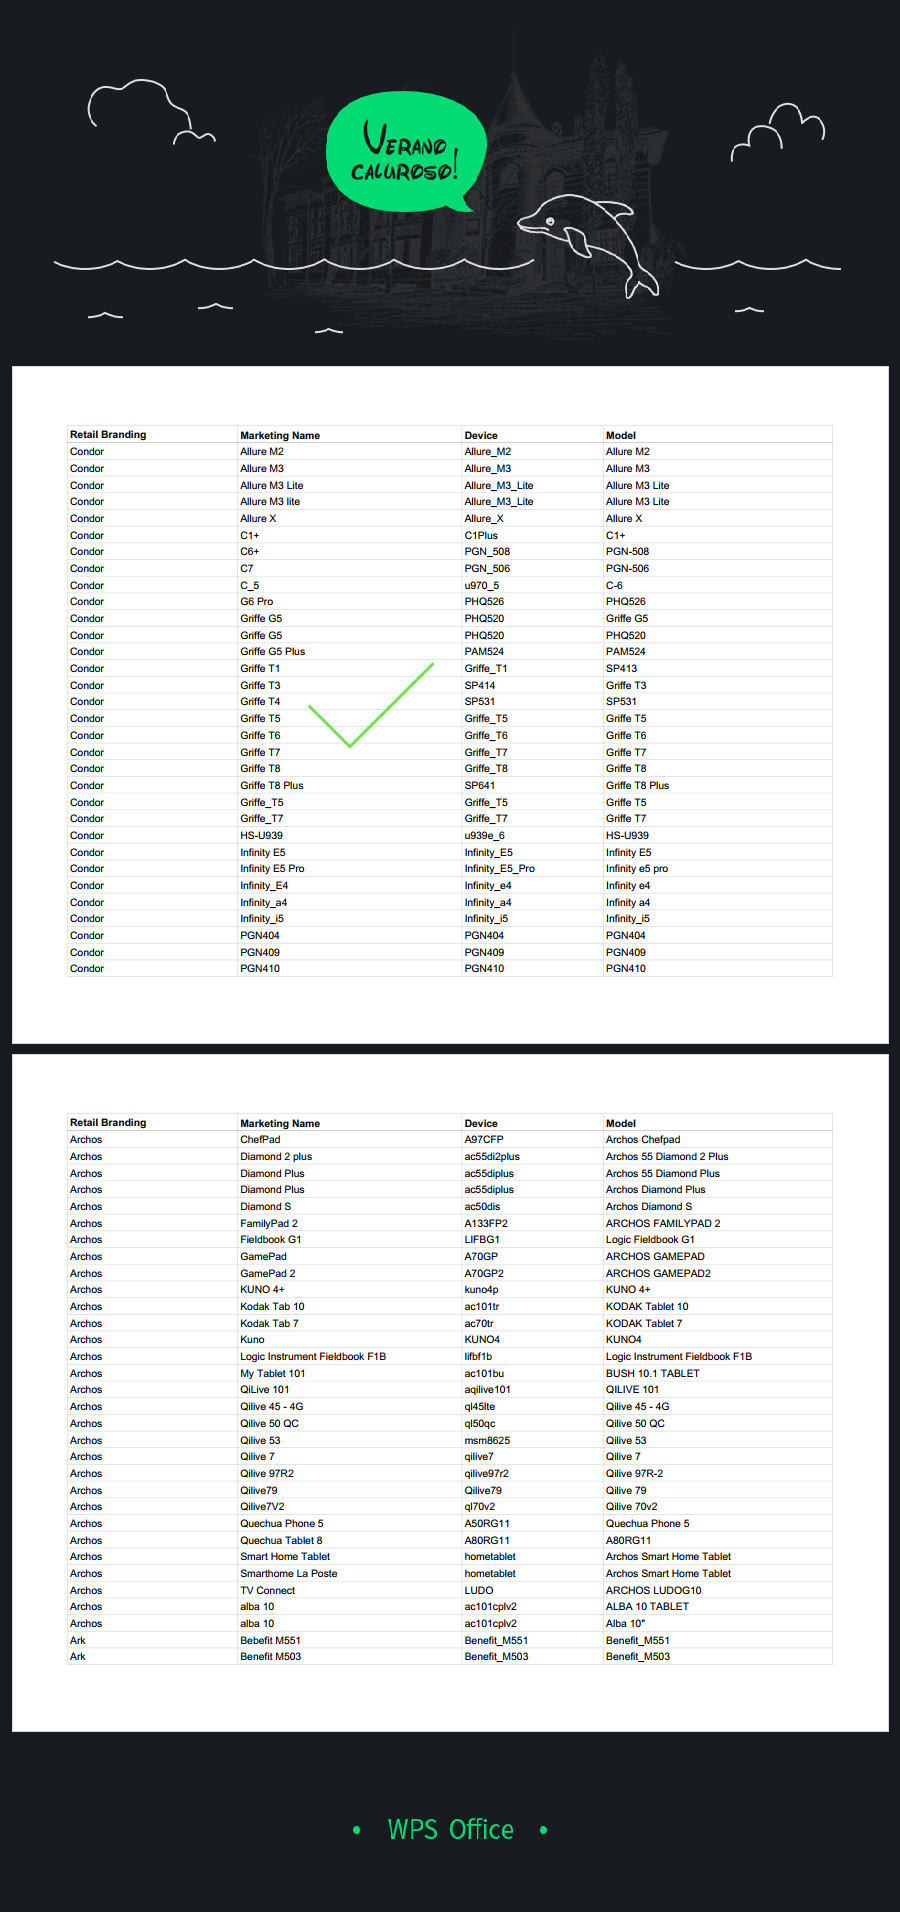 VERANO
CALUROSO!
Retail Branding Marketing Name Device Model
Condor Allure M2 Allure_M2 Allure M2
Condor Allure M3 Allure_M3 Allure M3
Condor Allure M3 Lite Allure_M3_Lite Allure M3 Lite
Condor Allure M3 lite Allure_M3_Lite Allure M3 Lite
Condor Allure X Allure_X Allure X
Condor C1+ C1Plus C1+
Condor C6+ PGN_508 PGN-508
Condor C7 PGN_506 PGN-506
Condor C_5 u970_5 C-6
Condor G6 Pro PHQ526 PHQ526
Condor Griffe G5 PHQ520 Griffe G5
Condor Griffe G5 PHQ520 PHQ520
Condor Griffe G5 Plus PAM524 PAM524
Condor Griffe T1 Griffe_T1 SP413
Condor Griffe T3 SP414 Griffe T3
Condor Griffe T4 SP531 SP531
Condor Griffe T5 Griffe_T5 Griffe T5
Condor Griffe T6 Griffe_T6 Griffe T6
Condor Griffe T7 Griffe_T7 Griffe T7
Condor Griffe T8 Griffe_T8 Griffe T8
Condor Griffe T8 Plus SP641 Griffe T8 Plus
Condor Griffe_T5 Griffe_T5 Griffe T5
Condor Griffe_T7 Griffe_T7 Griffe T7
Condor HS-U939 u939e_6 HS-U939
Condor Infinity E5 Infinity_E5 Infinity E5
Condor Infinity E5 Pro Infinity_E5_Pro Infinity e5 pro
Condor Infinity_E4 Infinity_e4 Infinity e4
Condor Infinity_a4 Infinity_a4 Infinity a4
Condor Infinity_i5 Infinity_i5 Infinity_i5
Condor PGN404 PGN404 PGN404
Condor PGN409 PGN409 PGN409
Condor PGN410 PGN410 PGN410
Retail Branding Marketing Name Device Model
Archos ChefPad A97CFP Archos Chefpad
Archos Diamond 2 plus ac55di2plus Archos 55 Diamond 2 Plus
Archos Diamond Plus ac55diplus Archos 55 Diamond Plus
Archos Diamond Plus ac55diplus Archos Diamond Plus
Archos Diamond S ac50dis Archos Diamond S
Archos FamilyPad 2 A133FP2 ARCHOS FAMILYPAD 2
Archos Fieldbook G1 LIFBG1 Logic Fieldbook G1
Archos GamePad A70GP ARCHOS GAMEPAD
Archos GamePad 2 A70GP2 ARCHOS GAMEPAD2
Archos KUNO 4+ kuno4p KUNO 4+
Archos Kodak Tab 10 ac101tr KODAK Tablet 10
Archos Kodak Tab 7 ac70tr KODAK Tablet 7
Archos Kuno KUNO4 KUNO4
Archos Logic Instrument Fieldbook F1B lifbf1b Logic Instrument Fieldbook F1B
Archos My Tablet 101 ac101bu BUSH 10.1 TABLET
Archos QiLive 101 aqilive101 QILIVE 101
Archos Qilive 45 - 4G ql45lte Qilive 45 - 4G
Archos Qilive 50 QC ql50qc Qilive 50 QC
Archos Qilive 53 msm8625 Qilive 53
Archos Qilive 7 qilive7 Qilive 7
Archos Qilive 97R2 qilive97r2 Qilive 97R-2
Archos Qilive79 Qilive79 Qilive 79
Archos Qilive7V2 ql70v2 Qilive 70v2
Archos Quechua Phone 5 A50RG11 Quechua Phone 5
Archos Quechua Tablet 8 A80RG11 A80RG11
Archos Smart Home Tablet hometablet Archos Smart Home Tablet
Archos Smarthome La Poste hometablet Archos Smart Home Tablet
Archos TV Connect LUDO ARCHOS LUDOG10
Archos alba 10 ac101cplv2 ALBA 10 TABLET
Archos alba 10 ac101cplv2 Alba 10"
Ark Bebefit M551 Benefit_M551 Benefit_M551
Ark Benefit M503 Benefit_M503 Benefit_M503
• WPS Office •